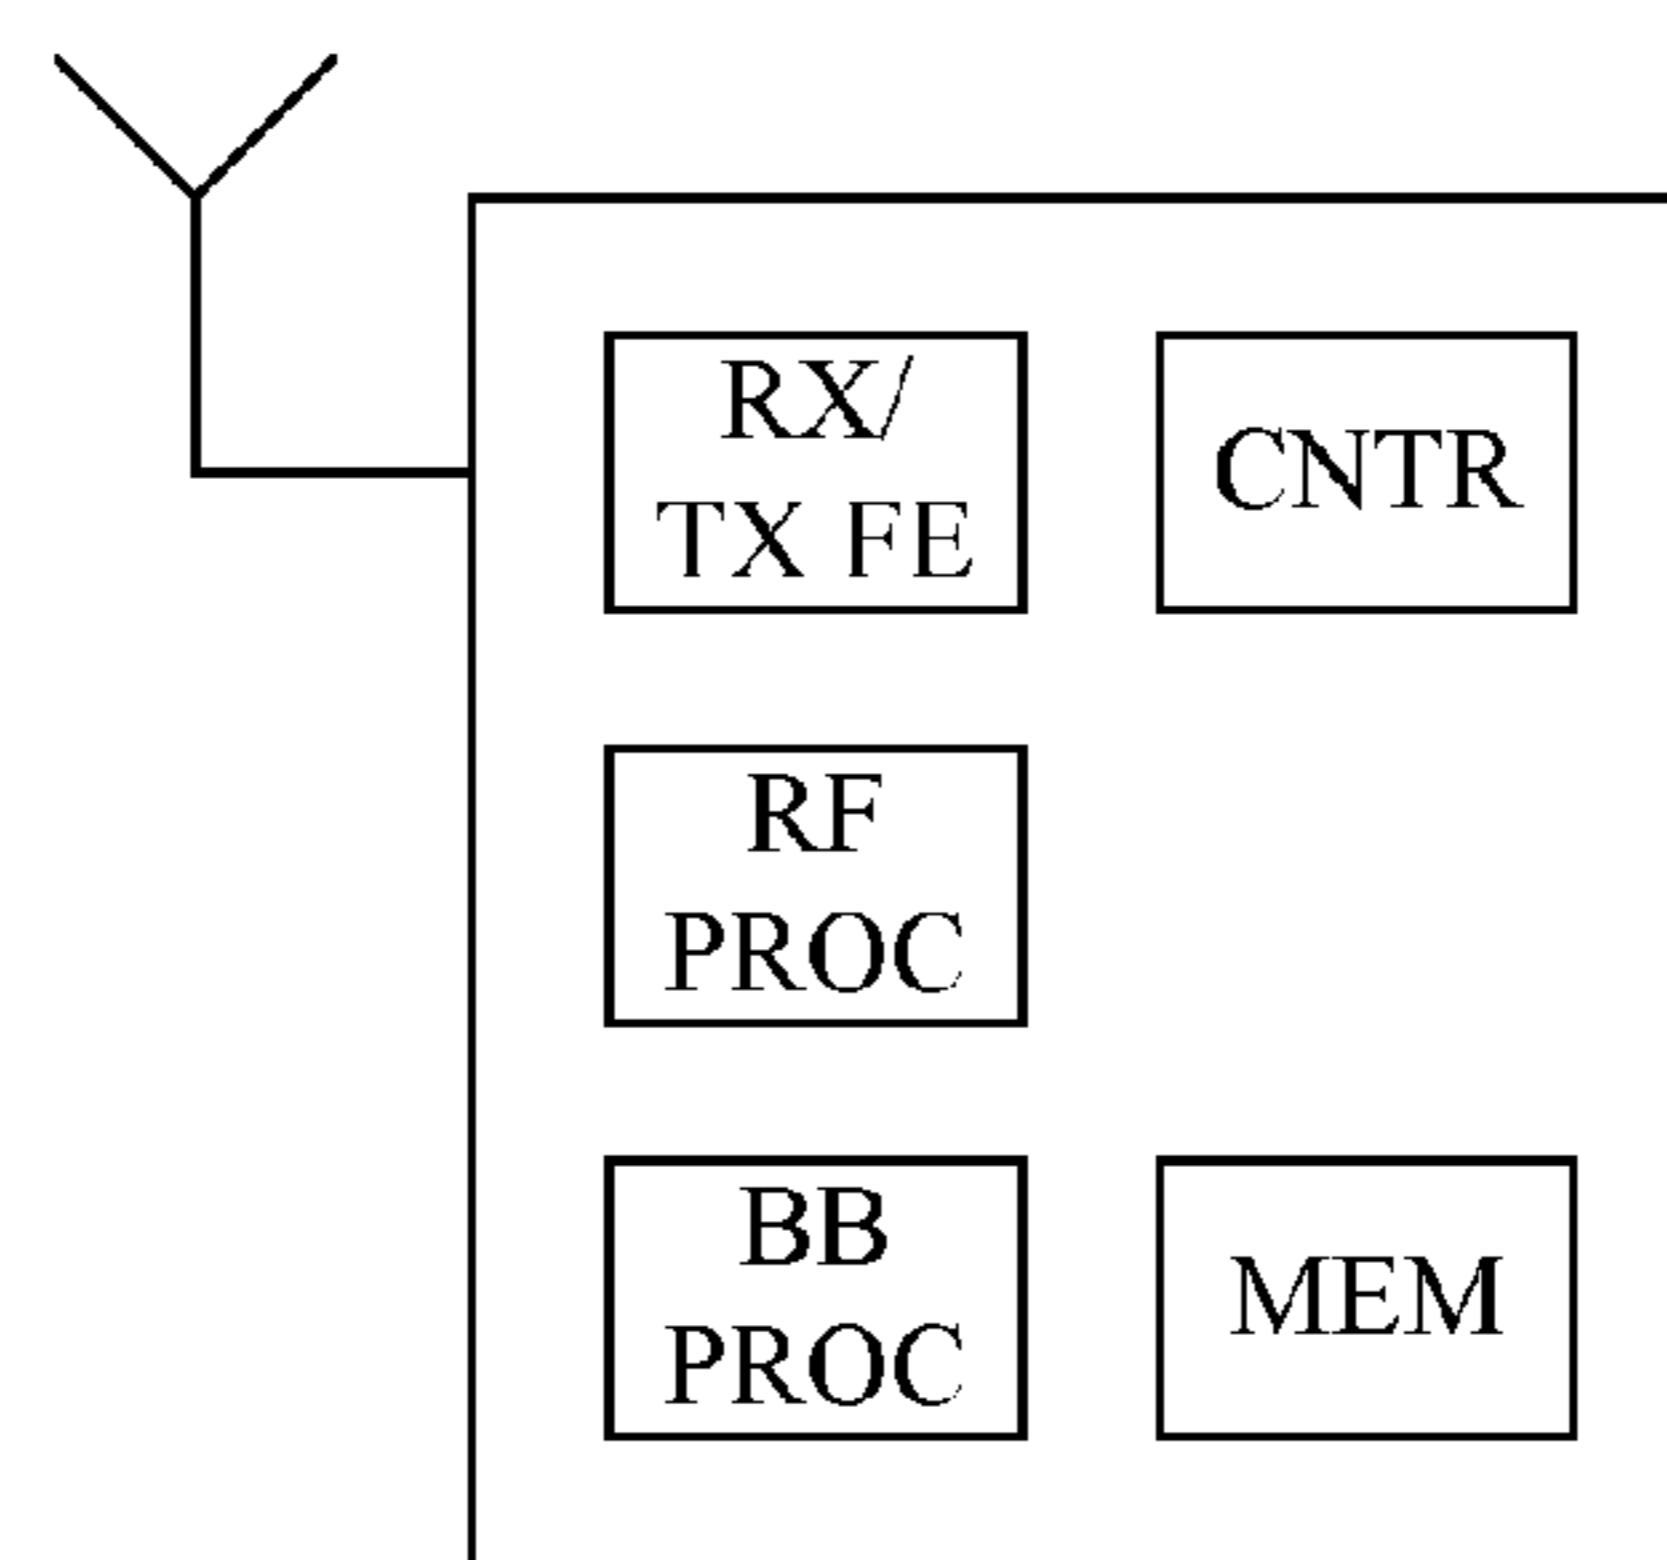 RX/
TX FE
CNTR
RF
PROC
BB
PROC
MEM